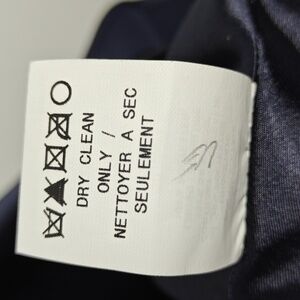 DRY CLEAN
ONLY /
NETTOYER A SEC
SEULEMENT